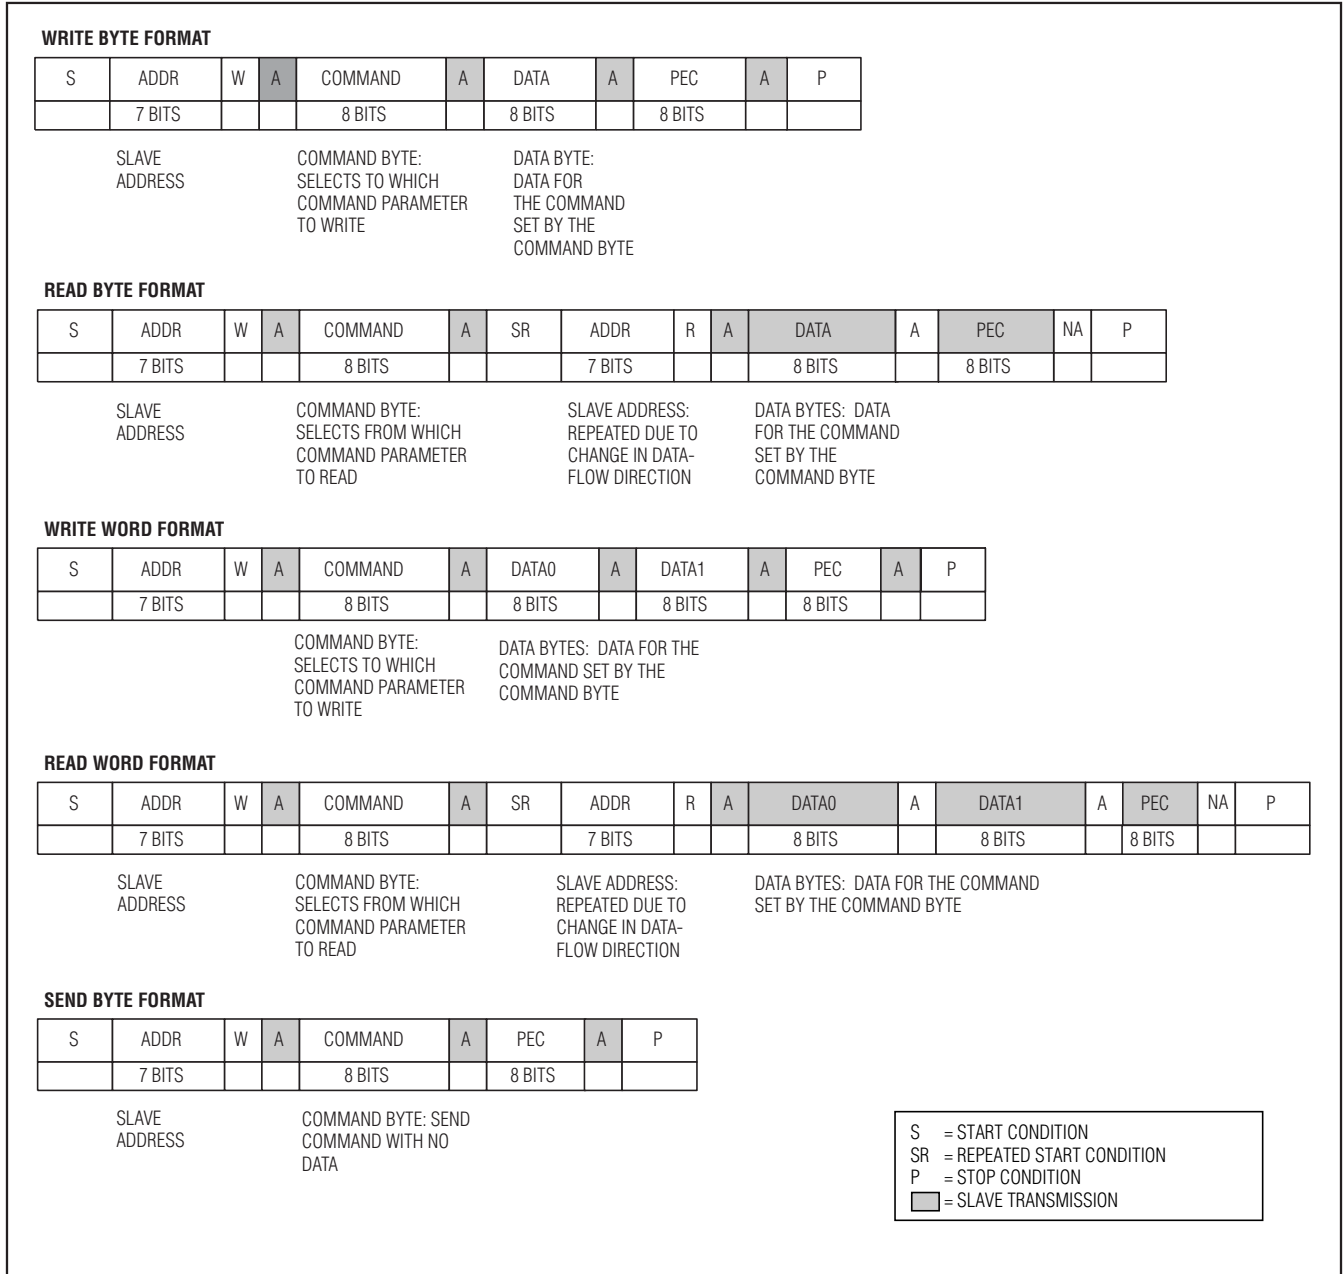 WRITE BYTE FORMAT
S ADDR W A COMMAND A DATA A PEC A P
7 BITS 8 BITS 8 BITS 8 BITS
SLAVE
ADDRESS
COMMAND BYTE:
SELECTS TO WHICH
COMMAND PARAMETER
TO WRITE
DATA BYTE:
DATA FOR
THE COMMAND
SET BY THE
COMMAND BYTE
READ BYTE FORMAT
S ADDR W A COMMAND A SR ADDR R A DATA A PEC NA P
7 BITS 8 BITS 7 BITS 8 BITS 8 BITS
SLAVE
ADDRESS
COMMAND BYTE:
SELECTS FROM WHICH
COMMAND PARAMETER
TO READ
SLAVE ADDRESS:
REPEATED DUE TO
CHANGE IN DATA-
FLOW DIRECTION
DATA BYTES: DATA
FOR THE COMMAND
SET BY THE
COMMAND BYTE
WRITE WORD FORMAT
S ADDR W A COMMAND A DATA0 A DATA1 A PEC A P
7 BITS 8 BITS 8 BITS 8 BITS 8 BITS
COMMAND BYTE:
SELECTS TO WHICH
COMMAND PARAMETER
TO WRITE
DATA BYTES: DATA FOR THE
COMMAND SET BY THE
COMMAND BYTE
READ WORD FORMAT
S ADDR W A COMMAND A SR ADDR R A DATA0 A DATA1 A PEC NA P
7 BITS 8 BITS 7 BITS 8 BITS 8 BITS 8 BITS
SLAVE
ADDRESS
COMMAND BYTE:
SELECTS FROM WHICH
COMMAND PARAMETER
TO READ
SLAVE ADDRESS:
REPEATED DUE TO
CHANGE IN DATA-
FLOW DIRECTION
DATA BYTES: DATA FOR THE COMMAND
SET BY THE COMMAND BYTE
SEND BYTE FORMAT
S ADDR W A COMMAND A PEC A P
7 BITS 8 BITS 8 BITS
SLAVE
ADDRESS
COMMAND BYTE: SEND
COMMAND WITH NO
DATA
S = START CONDITION
SR = REPEATED START CONDITION
P = STOP CONDITION
= SLAVE TRANSMISSION